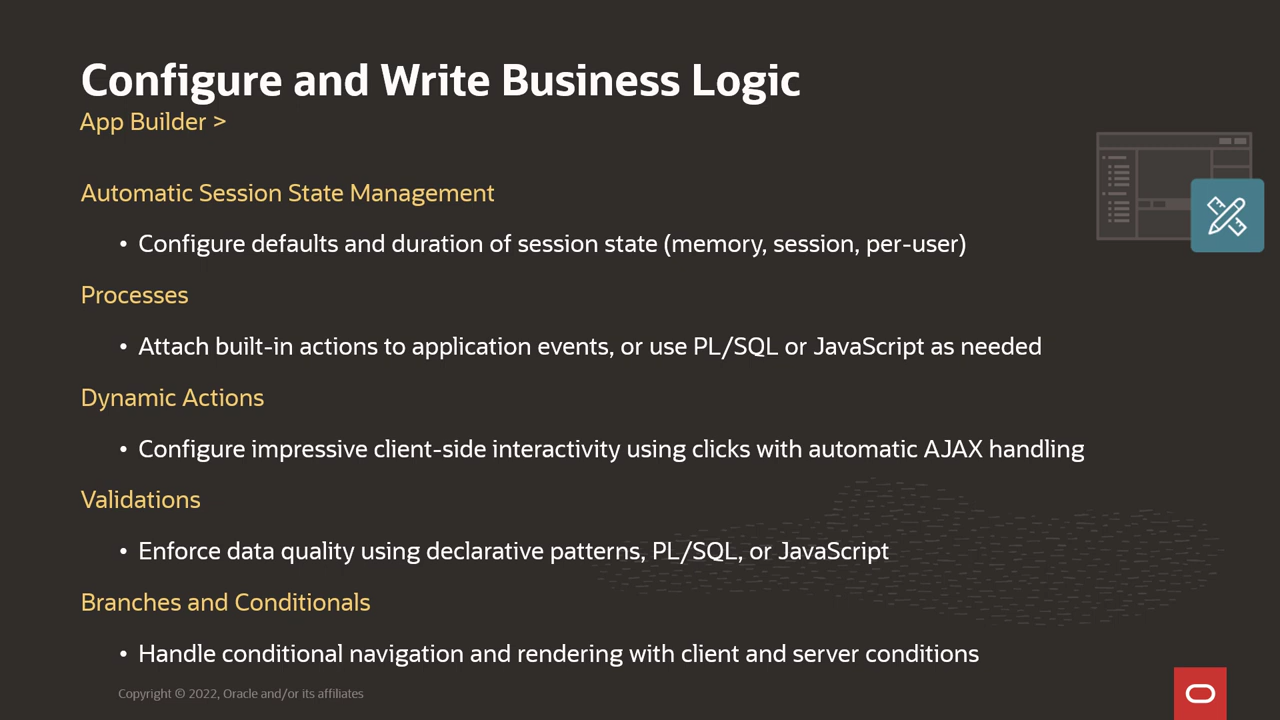 Configure and Write Business Logic
App Builder >
Automatic Session State Management
• Configure defaults and duration of session state (memory, session, per-user)
Processes
• Attach built-in actions to application events, or use PL/SQL or JavaScript as needed
Dynamic Actions
• Configure impressive client-side interactivity using clicks with automatic AJAX handling
Validations
• Enforce data quality using declarative patterns, PL/SQL, or JavaScript
Branches and Conditionals
• Handle conditional navigation and rendering with client and server conditions
Copyright © 2022, Oracle and/or its affiliates